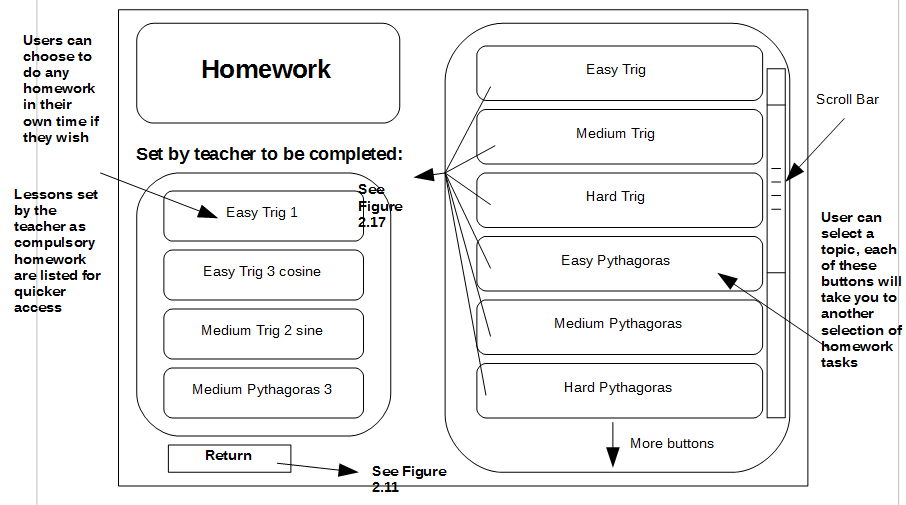 Users can
choose to
do any
homework
in their
own time if
they wish
Lessons set
by the
teacher as
compulsory
homework
are listed for
quicker
access
Homework
Set by teacher to be completed:
See
Figure
2.17
Easy Trig 1
Easy Trig 3 cosine
Medium Trig 2 sine
Medium Pythagoras 3
Return
See Figure
2.11
Easy Trig
Medium Trig
Hard Trig
Easy Pythagoras
Medium Pythagoras
Hard Pythagoras
More buttons
Scroll Bar
User can
select a
topic, each
of these
buttons will
take you to
another
selection of
homework
tasks